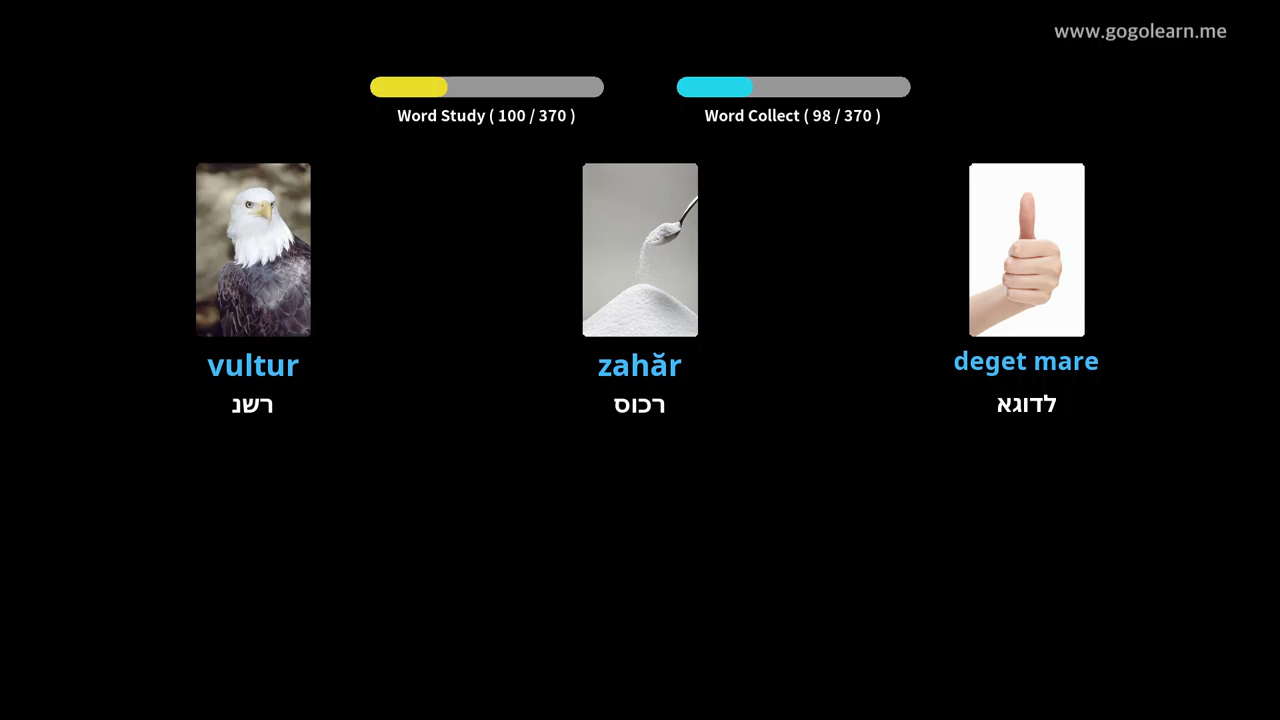 www.gogolearn.me
Word Study ( 100 / 370 )
Word Collect ( 98 / 370 )
vultur
רשנ
zahăr
רכוס
deget mare
לדוגא